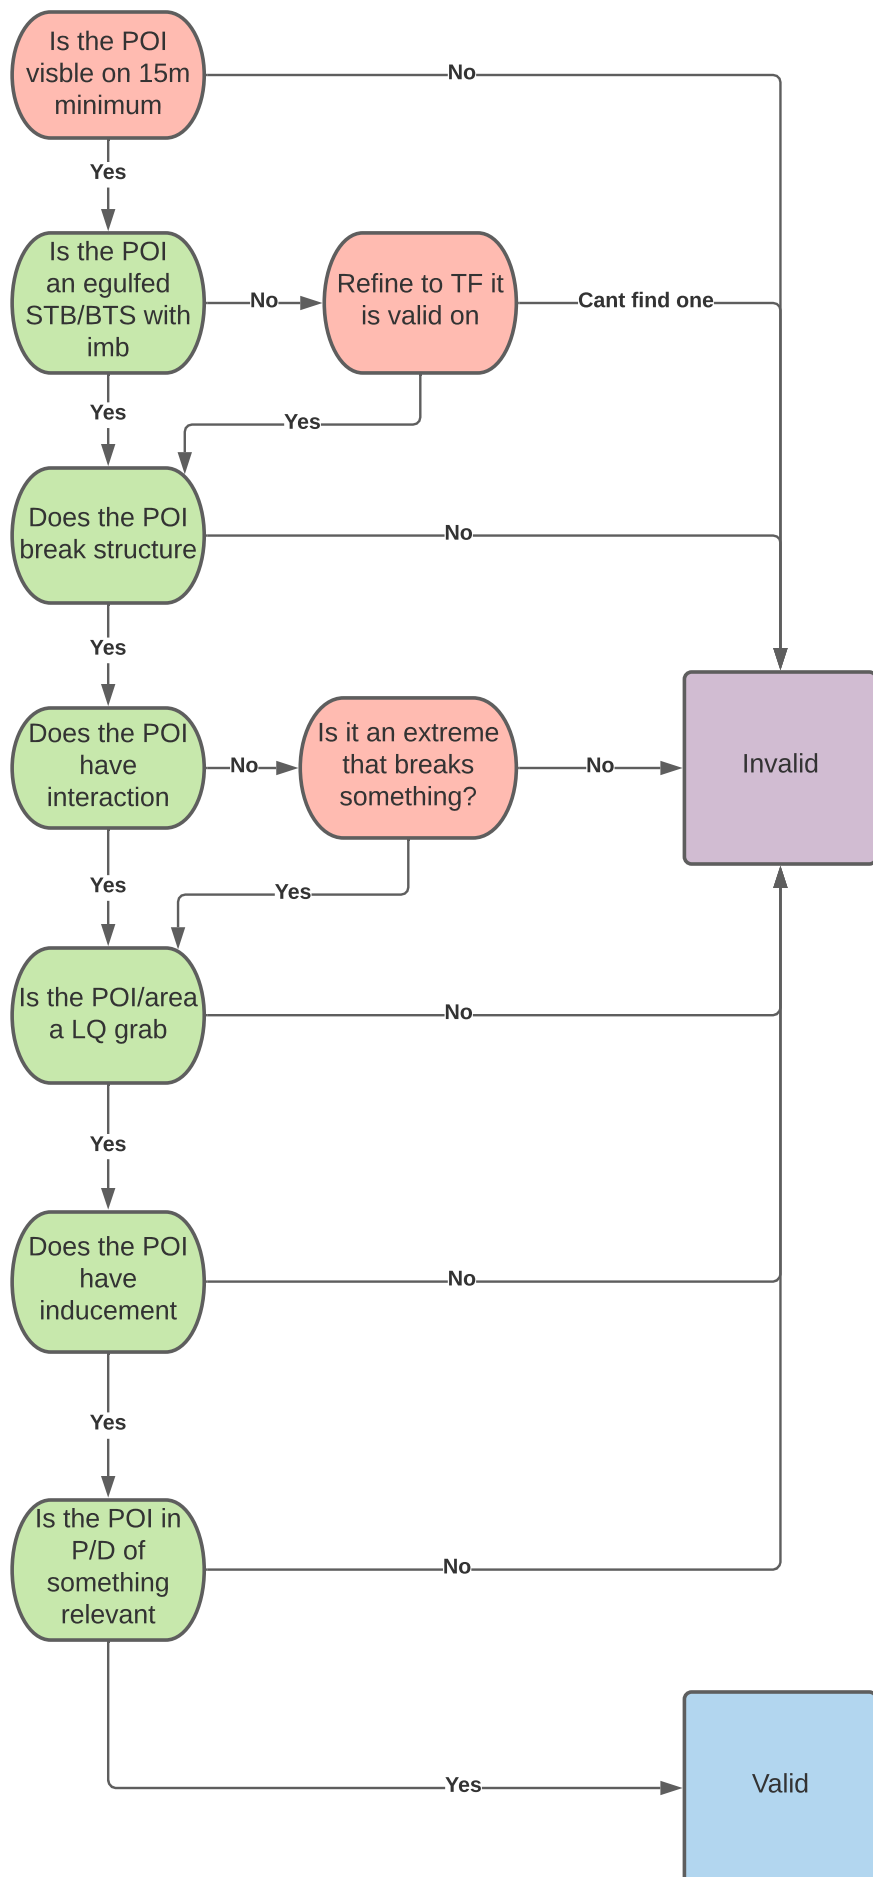 Is the POI
visble on 15m
minimum
No
Yes
Is the POI
an egulfed
STB/BTS with
imb
No
Refine to TF it
is valid on
Cant find one
Yes
Yes
Does the POI
break structure
No
Yes
Does the POI
have
interaction
No
Is it an extreme
that breaks
something?
No
Invalid
Yes
Yes
Is the POI/area
a LQ grab
No
Yes
Does the POI
have
inducement
No
Yes
Is the POI in
P/D of
something
relevant
No
Yes
Valid